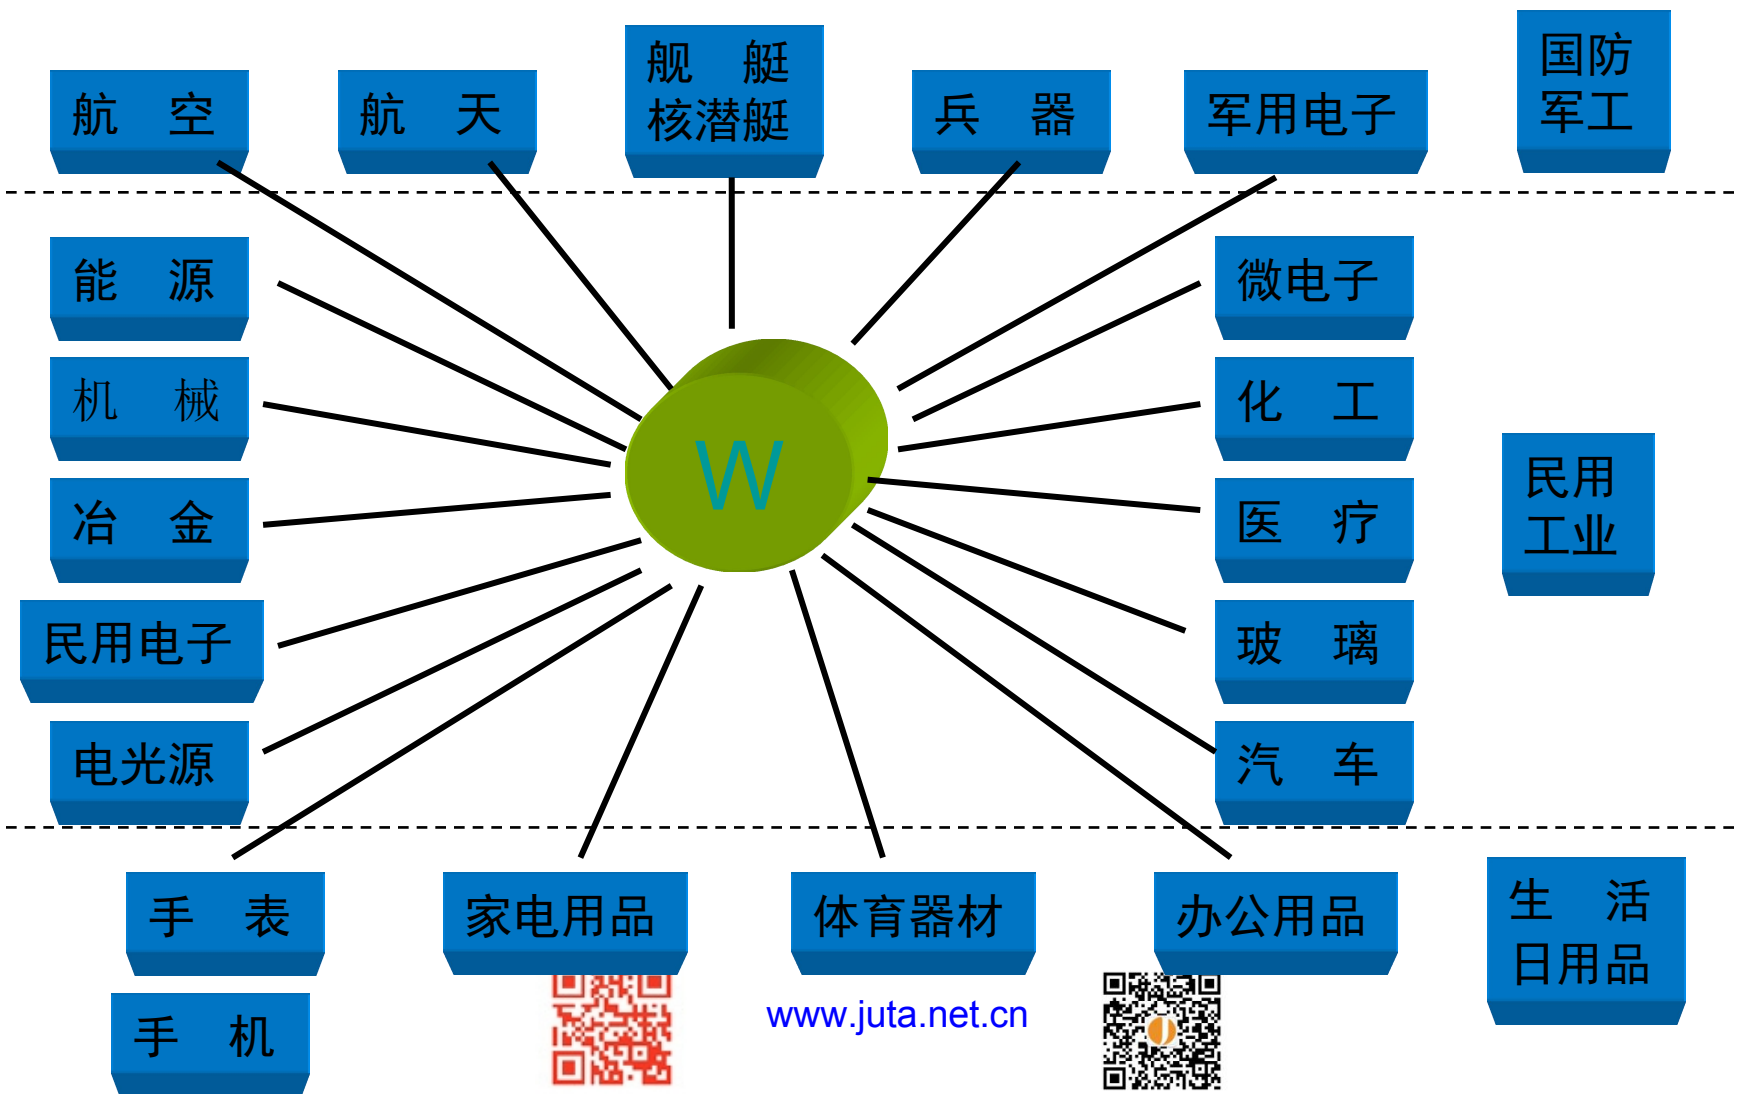 航 空
航 天
舰 艇
核潜艇
兵 器
军用电子
国防
军工
能 源
微电子
机 械
化 工
W
民用
工业
冶 金
医 疗
民用电子
玻 璃
电光源
汽 车
手 表
家电用品
体育器材
办公用品
生 活
日用品
手 机
www.juta.net.cn